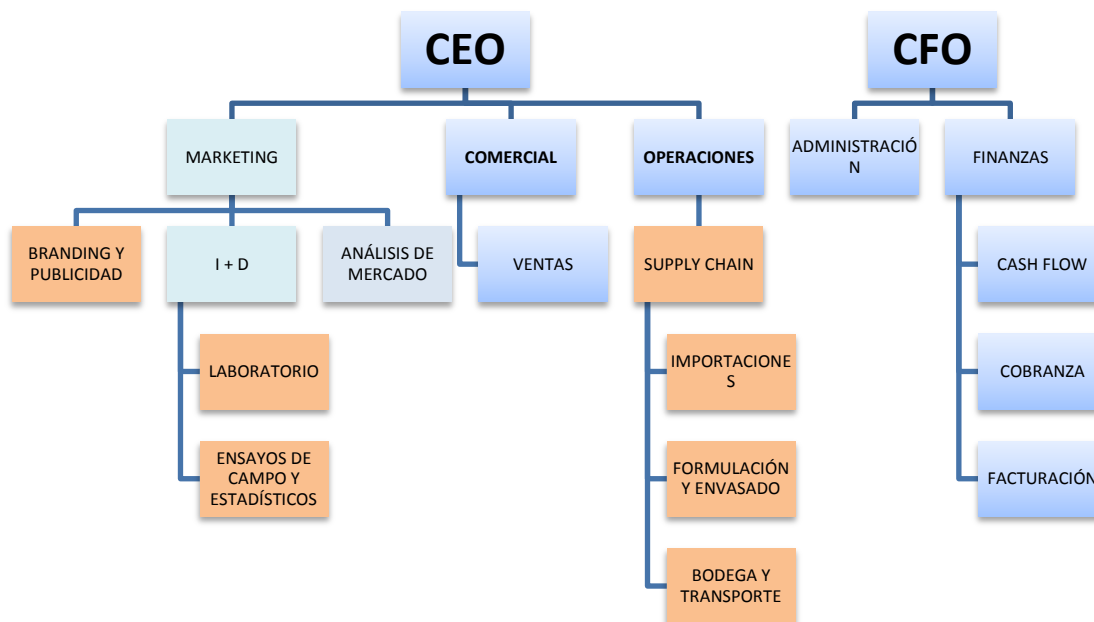 CEO
CFO
MARKETING
COMERCIAL
OPERACIONES
ADMINISTRACIÓ
N
FINANZAS
BRANDING Y
PUBLICIDAD
I + D
ANÁLISIS DE
MERCADO
VENTAS
SUPPLY CHAIN
CASH FLOW
LABORATORIO
IMPORTACIONE
S
COBRANZA
ENSAYOS DE
CAMPO Y
ESTADÍSTICOS
FORMULACIÓN
Y ENVASADO
FACTURACIÓN
BODEGA Y
TRANSPORTE